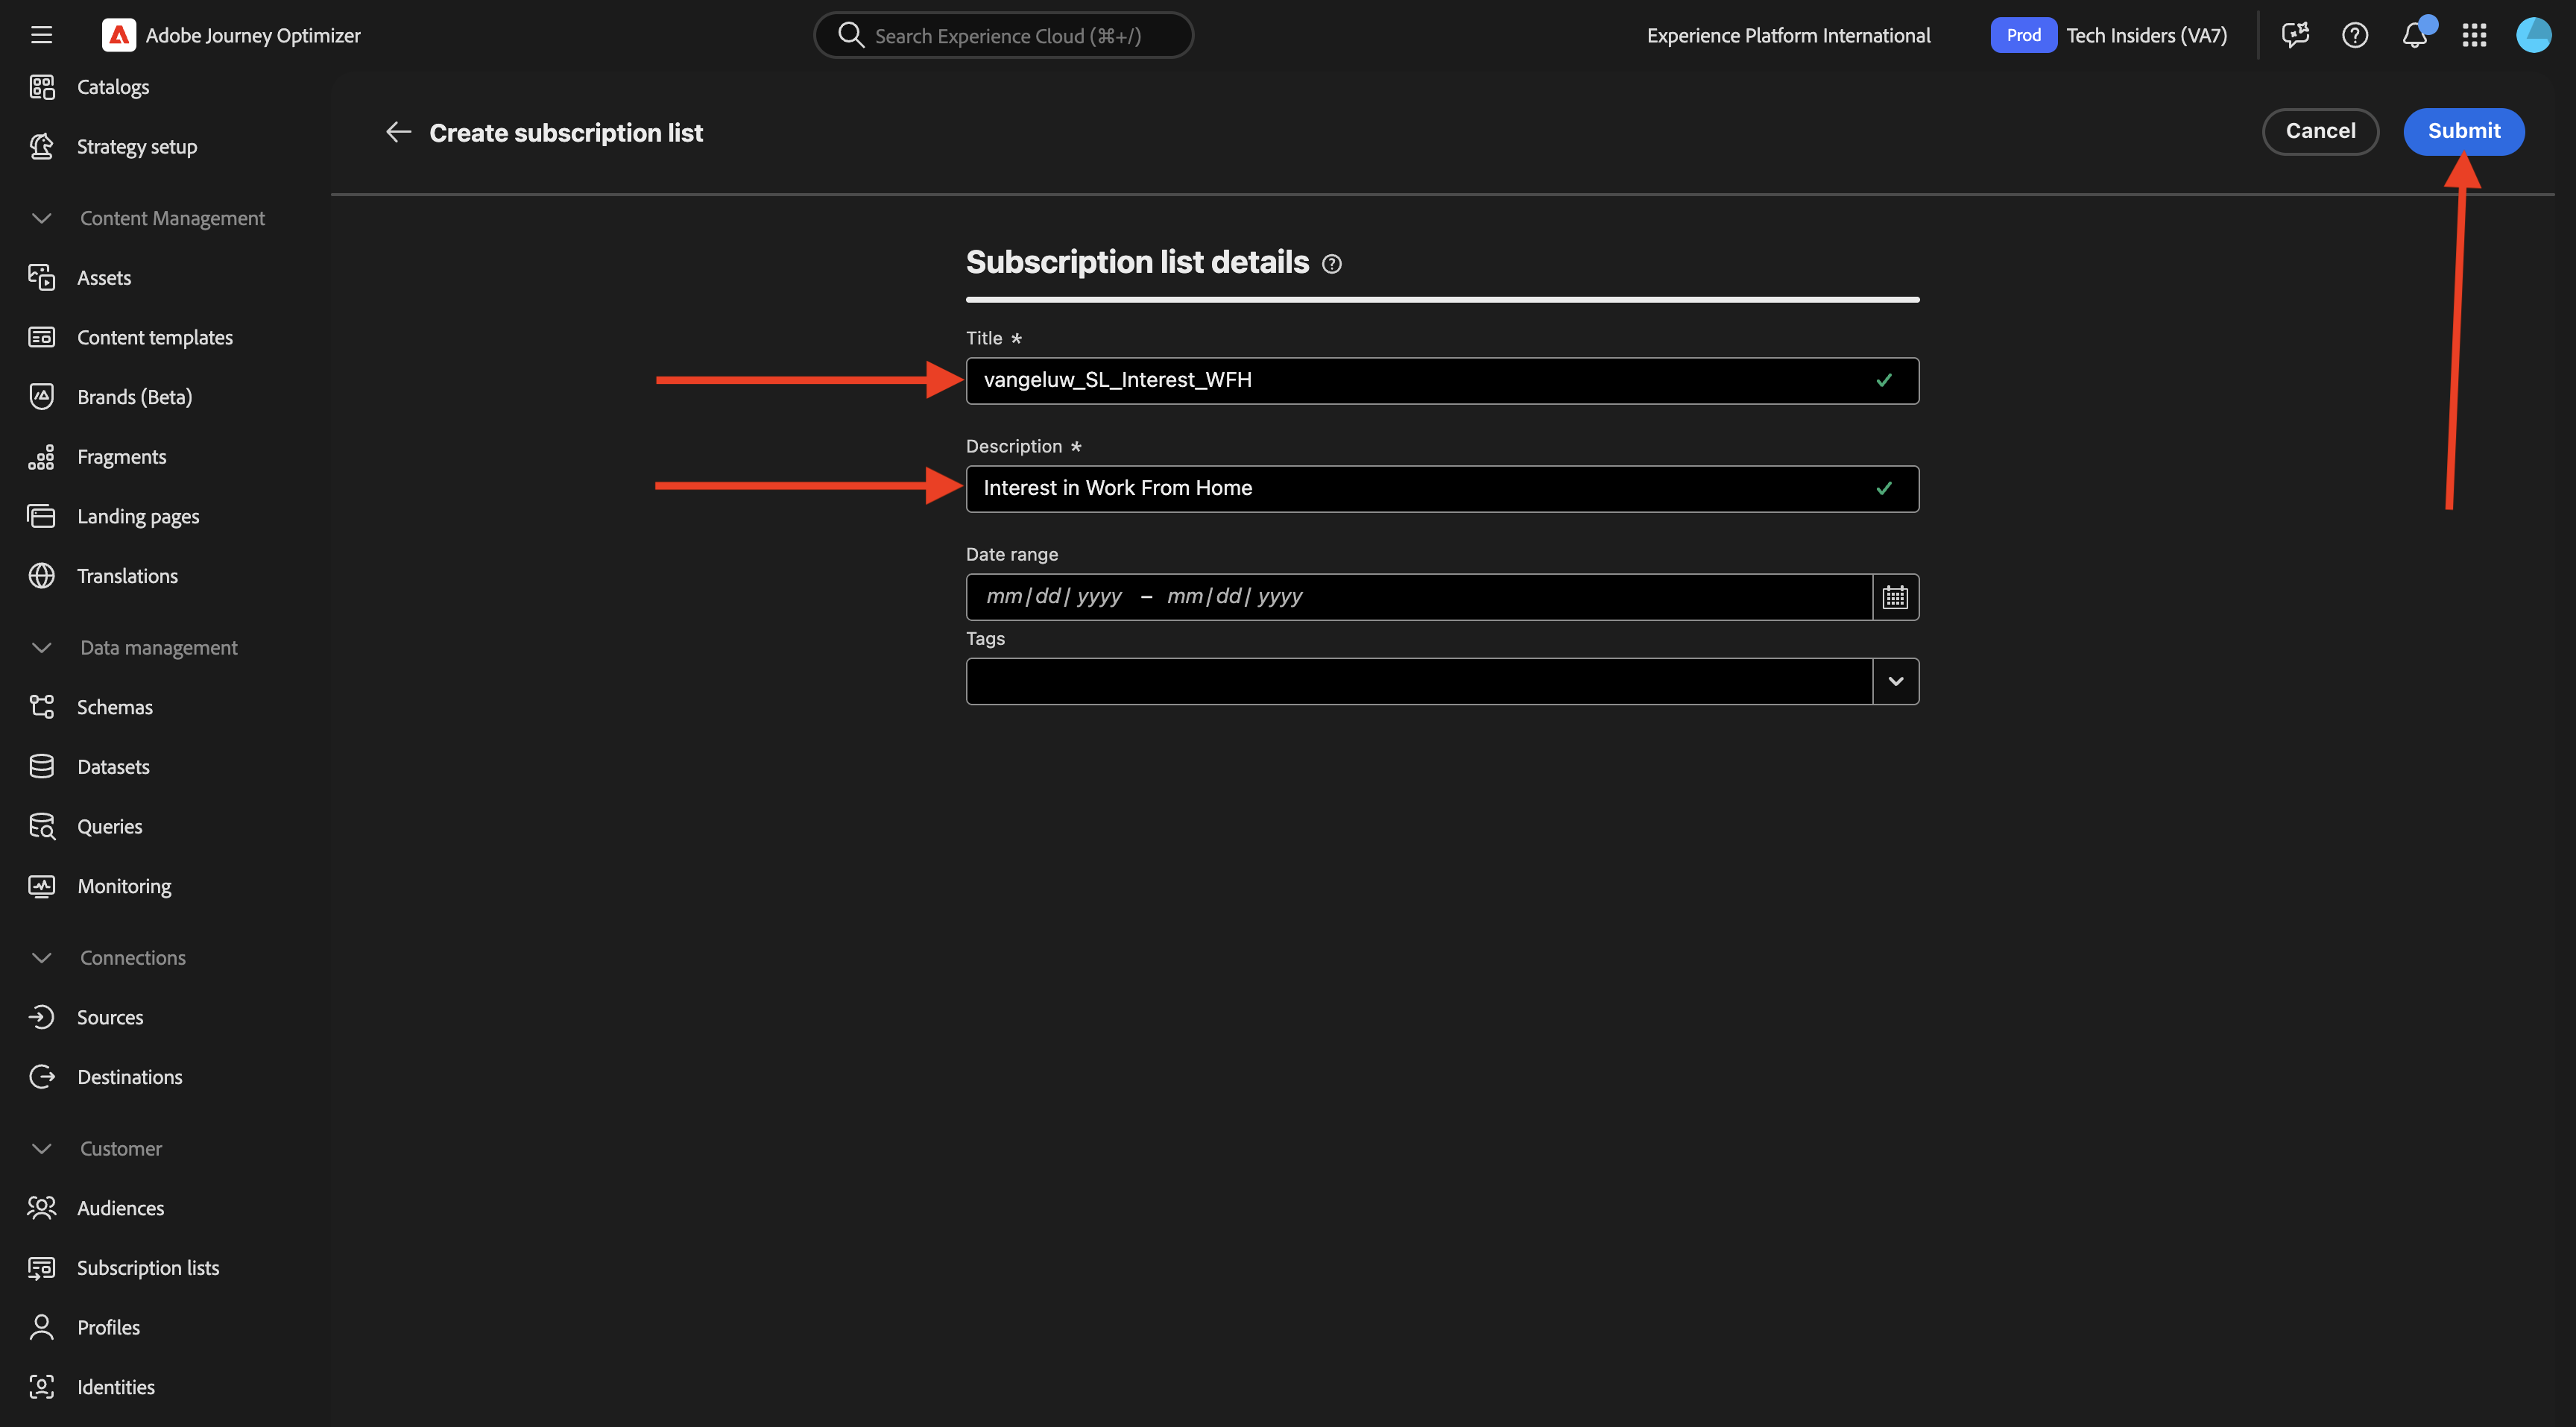 Adobe Journey Optimizer
Search Experience Cloud (⌘+/)
Experience Platform International
Prod
Tech Insiders (VA7)
Catalogs
Strategy setup
Content Management
Assets
Content templates
Brands (Beta)
Fragments
Landing pages
Translations
Data management
Schemas
Datasets
Queries
Monitoring
Connections
Sources
Destinations
Customer
Audiences
Subscription lists
Profiles
Identities
Create subscription list
Cancel
Submit
Subscription list details
Title *
vangeluw_SL_Interest_WFH
Description *
Interest in Work From Home
Date range
mm/dd/yyyy – mm/dd/yyyy
Tags